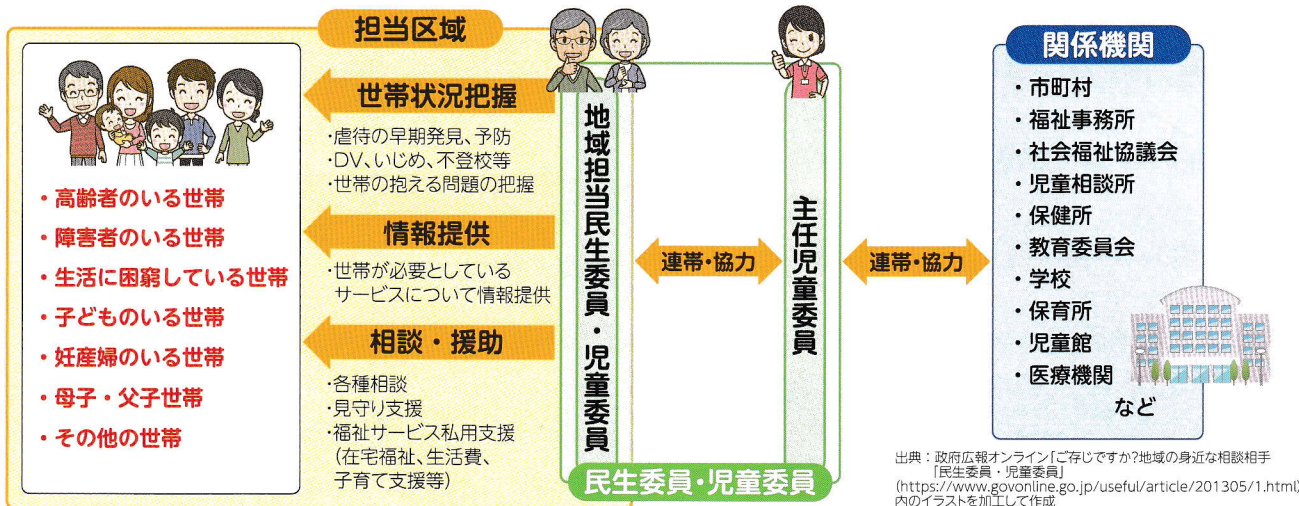 担当区域
・高齢者のいる世帯
・障害者のいる世帯
・生活に困窮している世帯
・子どものいる世帯
・妊産婦のいる世帯
・母子・父子世帯
・その他の世帯
世帯状況把握
・虐待の早期発見、予防
・DV、いじめ、不登校等
・世帯の抱える問題の把握
情報提供
・世帯が必要としている
サービスについて情報提供
相談・援助
・各種相談
・見守り支援
・福祉サービス私用支援
(在宅福祉、生活費、
子育て支援等)
地域担当民生委員・児童委員
連帯・協力
主任児童委員
民生委員・児童委員
連帯・協力
関係機関
・市町村
・福祉事務所
・社会福祉協議会
・児童相談所
・保健所
・教育委員会
・学校
・保育所
・児童館
・医療機関
など
出典：政府広報オンライン「ご存じですか?地域の身近な相談相手
「民生委員・児童委員」
(https://www.govonline.go.jp/useful/article/201305/1.html)
内のイラストを加工して作成